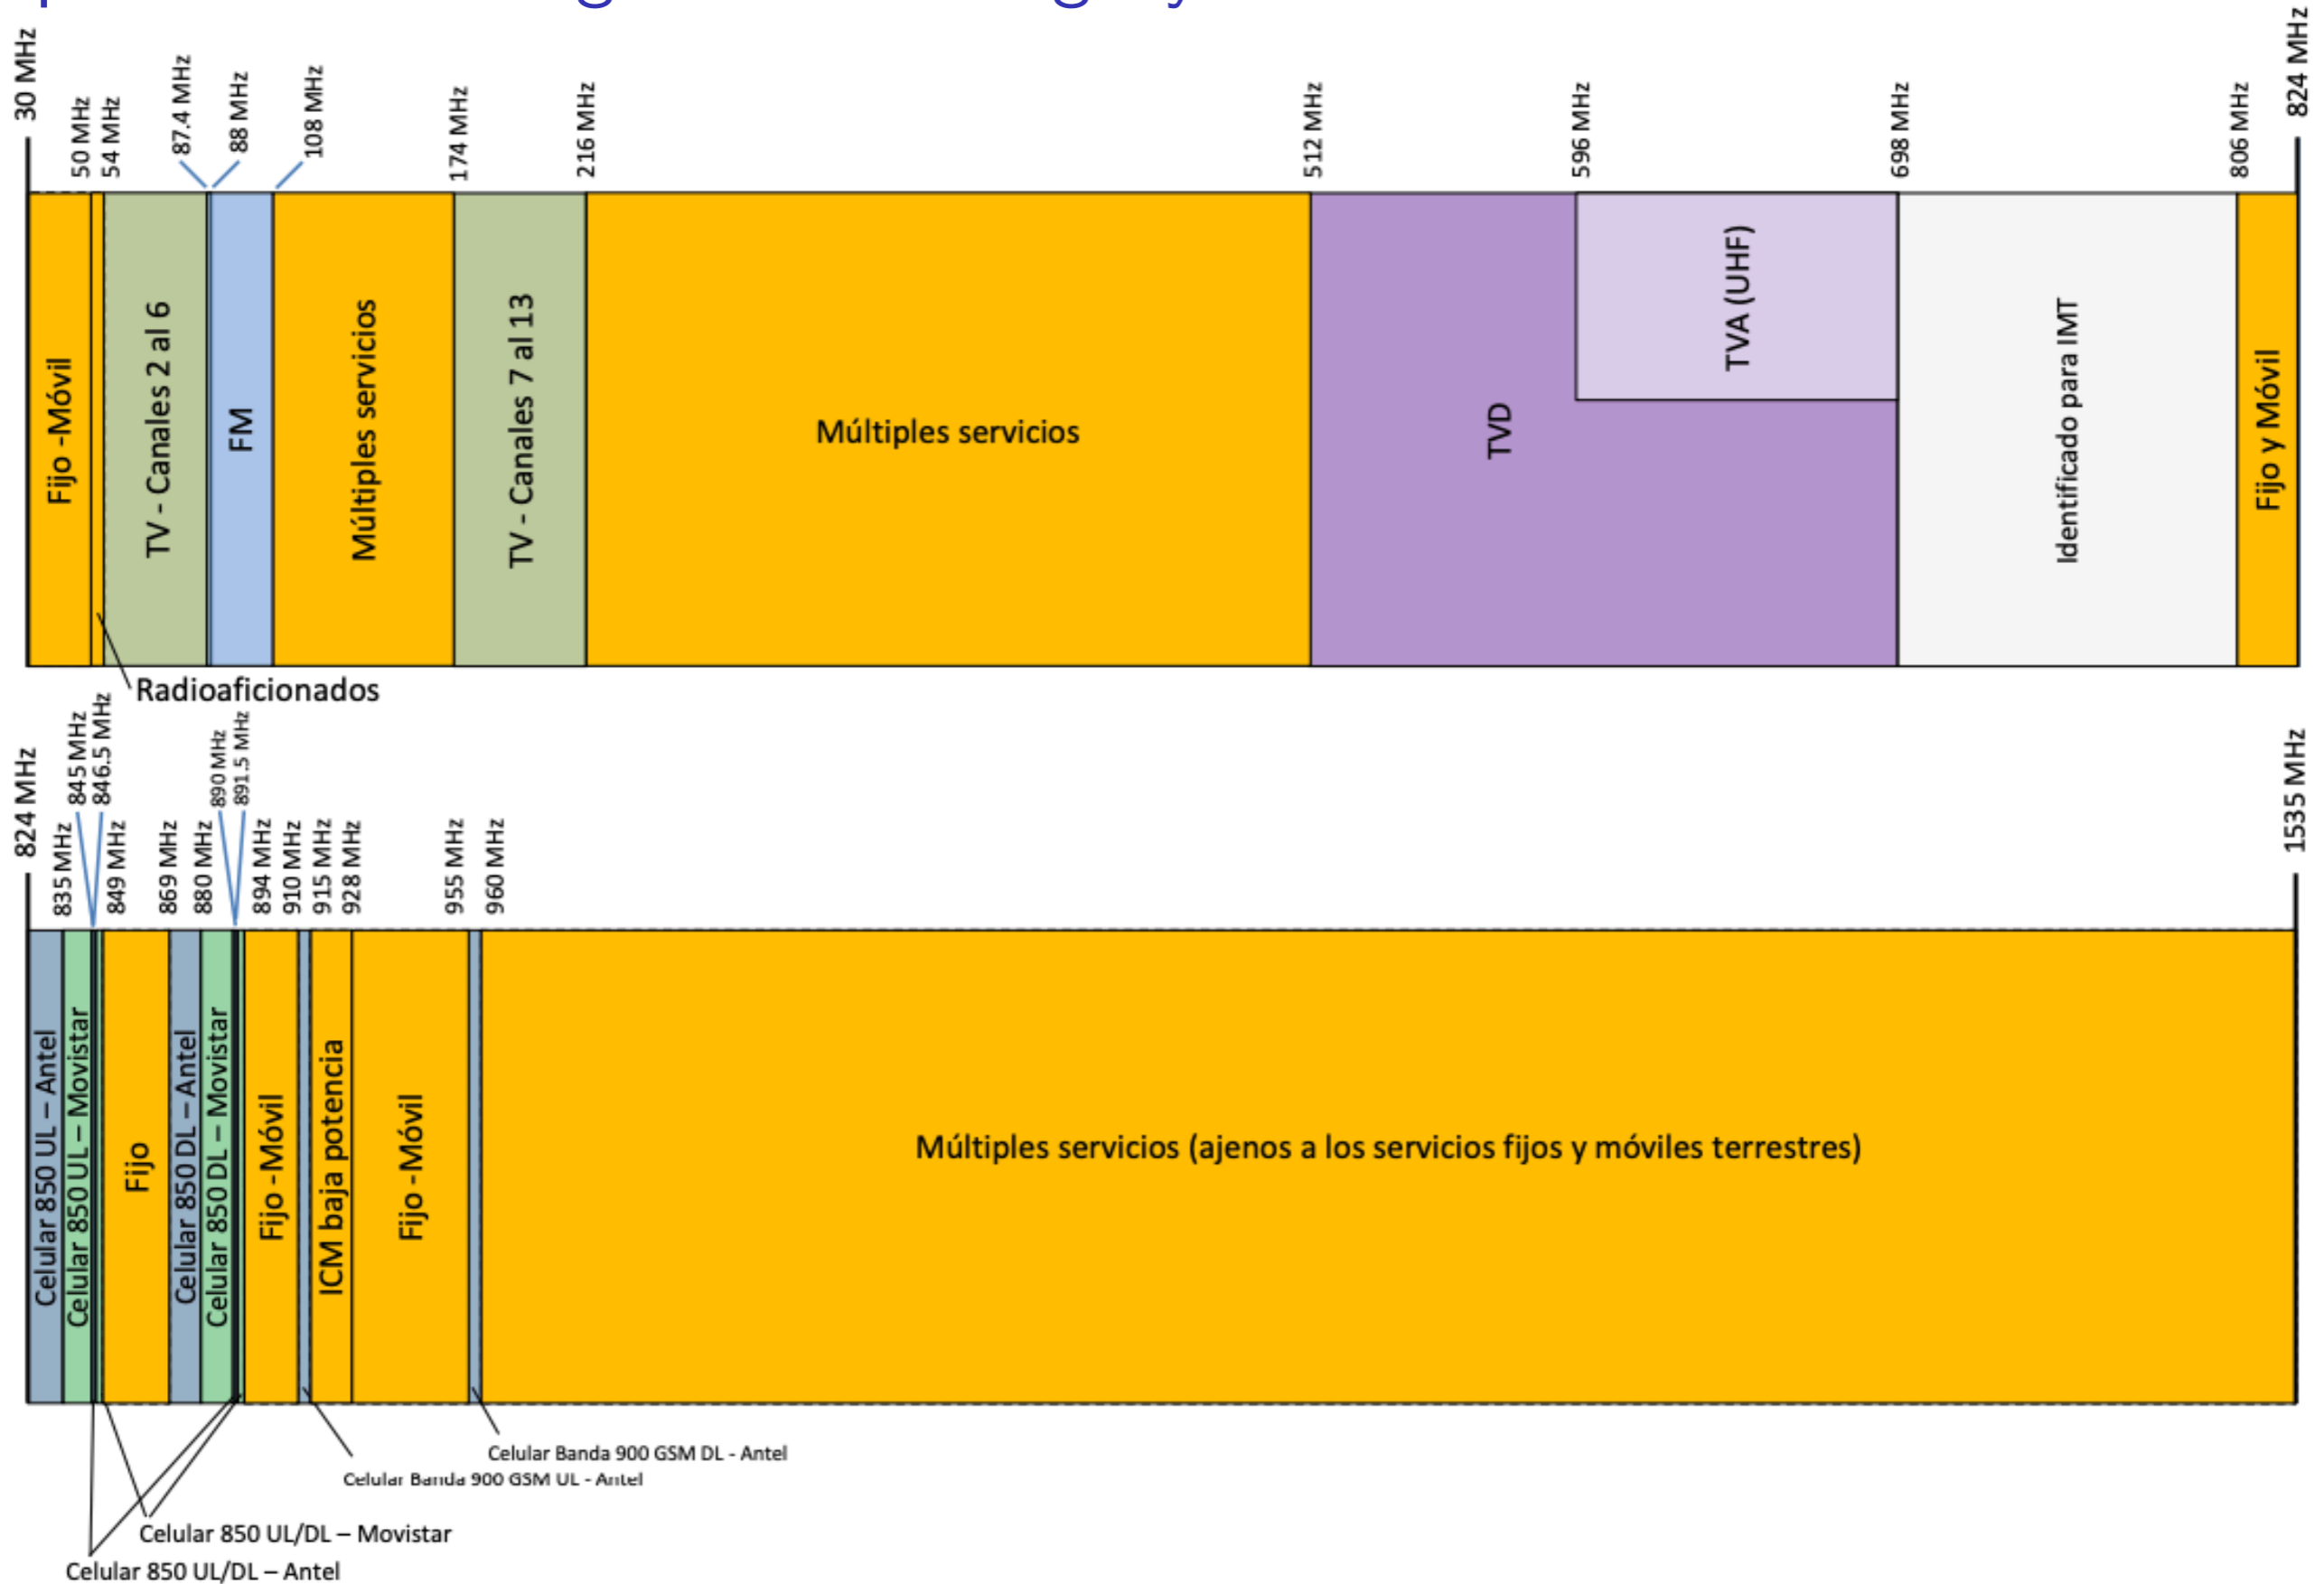 30 MHz
50 MHz
54 MHz
87.4 MHz
88 MHz
108 MHz
174 MHz
216 MHz
512 MHz
596 MHz
698 MHz
806 MHz
824 MHz
Fijo -Móvil
TV - Canales 2 al 6
FM
Múltiples servicios
TV - Canales 7 al 13
Múltiples servicios
TVD
TVA (UHF)
Identificado para IMT
Fijo y Móvil
Radioaficionados
824 MHz
835 MHz
845 MHz
846.5 MHz
849 MHz
869 MHz
880 MHz
890 MHz
891.5 MHz
894 MHz
910 MHz
915 MHz
928 MHz
955 MHz
960 MHz
1535 MHz
Celular 850 UL – Antel
Celular 850 UL – Movistar
Fijo
Celular 850 DL – Antel
Celular 850 DL – Movistar
Fijo -Móvil
ICM baja potencia
Fijo -Móvil
Múltiples servicios (ajenos a los servicios fijos y móviles terrestres)
Celular Banda 900 GSM DL - Antel
Celular Banda 900 GSM UL - Antel
Celular 850 UL/DL – Movistar
Celular 850 UL/DL – Antel